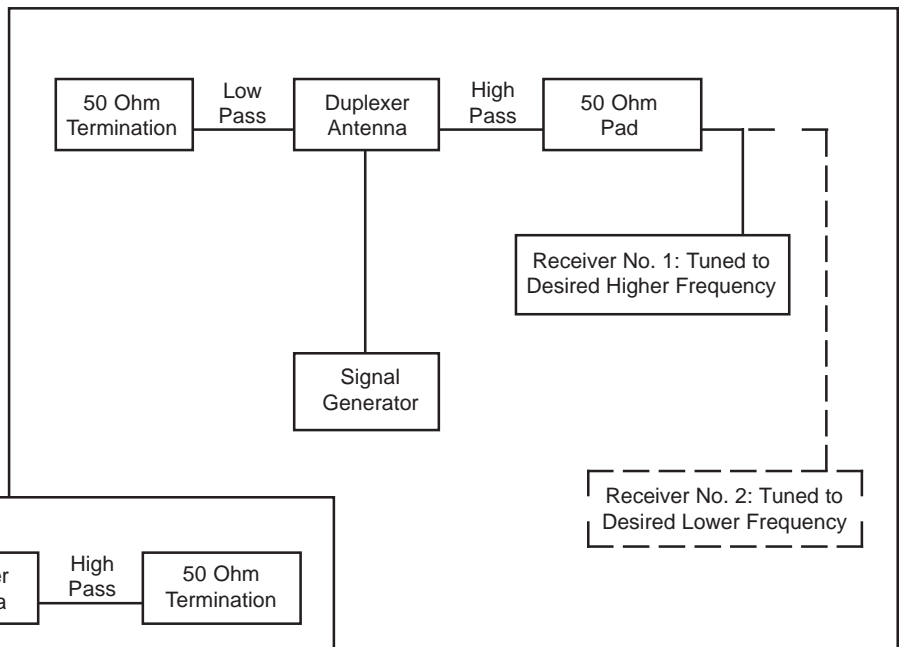 50 Ohm
Termination
Low
Pass
Duplexer
Antenna
High
Pass
50 Ohm
Pad
Receiver No. 1: Tuned to
Desired Higher Frequency
Signal
Generator
Receiver No. 2: Tuned to
Desired Lower Frequency
er
a
High
Pass
50 Ohm
Termination